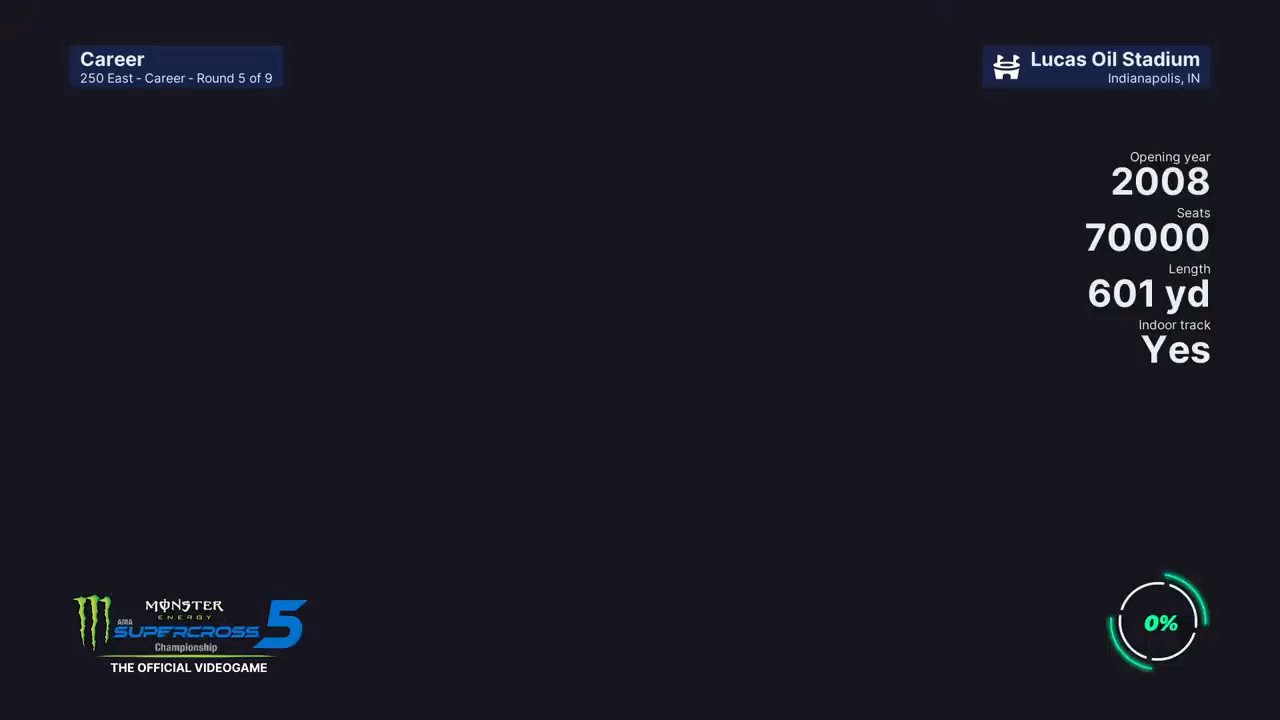 Career
250 East - Career - Round 5 of 9
Lucas Oil Stadium
Indianapolis, IN
Opening year
2008
Seats
70000
Length
601 yd
Indoor track
Yes
MONSTER
ENERGY
AMA
SUPERCROSS 5
Championship
THE OFFICIAL VIDEOGAME
0%